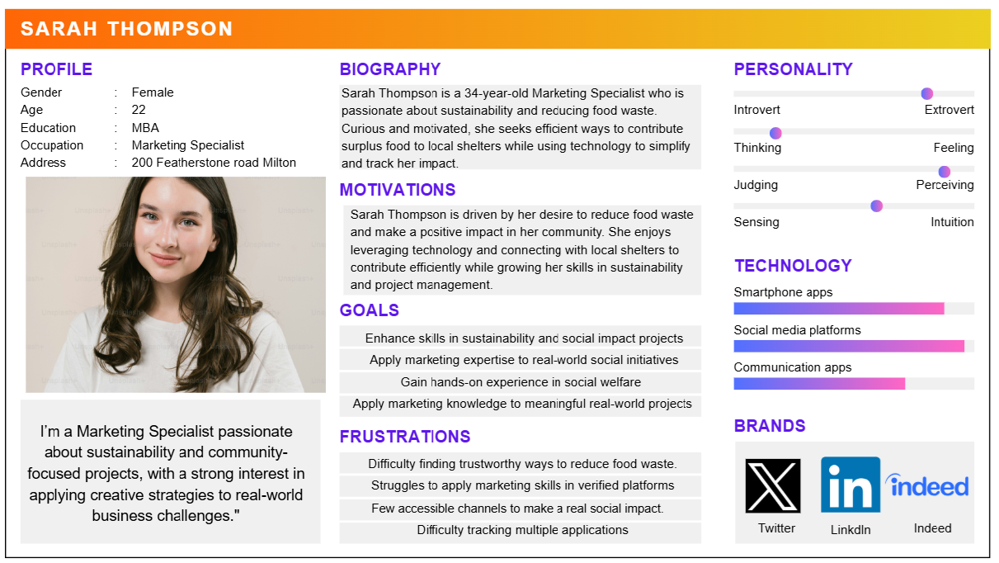 SARAH THOMPSON
PROFILE
Gender : Female
Age : 22
Education : MBA
Occupation : Marketing Specialist
Address : 200 Featherstone road Milton
I’m a Marketing Specialist passionate
about sustainability and community-
focused projects, with a strong interest in
applying creative strategies to real-world
business challenges."
BIOGRAPHY
Sarah Thompson is a 34-year-old Marketing Specialist who is
passionate about sustainability and reducing food waste.
Curious and motivated, she seeks efficient ways to contribute
surplus food to local shelters while using technology to simplify
and track her impact.
MOTIVATIONS
Sarah Thompson is driven by her desire to reduce food waste
and make a positive impact in her community. She enjoys
leveraging technology and connecting with local shelters to
contribute efficiently while growing her skills in sustainability
and project management.
GOALS
Enhance skills in sustainability and social impact projects
Apply marketing expertise to real-world social initiatives
Gain hands-on experience in social welfare
Apply marketing knowledge to meaningful real-world projects
FRUSTRATIONS
Difficulty finding trustworthy ways to reduce food waste.
Struggles to apply marketing skills in verified platforms
Few accessible channels to make a real social impact.
Difficulty tracking multiple applications
PERSONALITY
Introvert Extrovert
Thinking Feeling
Judging Perceiving
Sensing Intuition
TECHNOLOGY
Smartphone apps
Social media platforms
Communication apps
BRANDS
X in indeed
Twitter LinkdIn Indeed